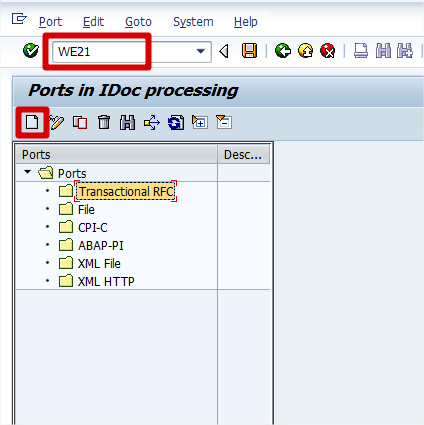 Port Edit Goto System Help
WE21
Ports in IDoc processing
Ports Desc...
Ports
Transactional RFC
File
CPI-C
ABAP-PI
XML File
XML HTTP